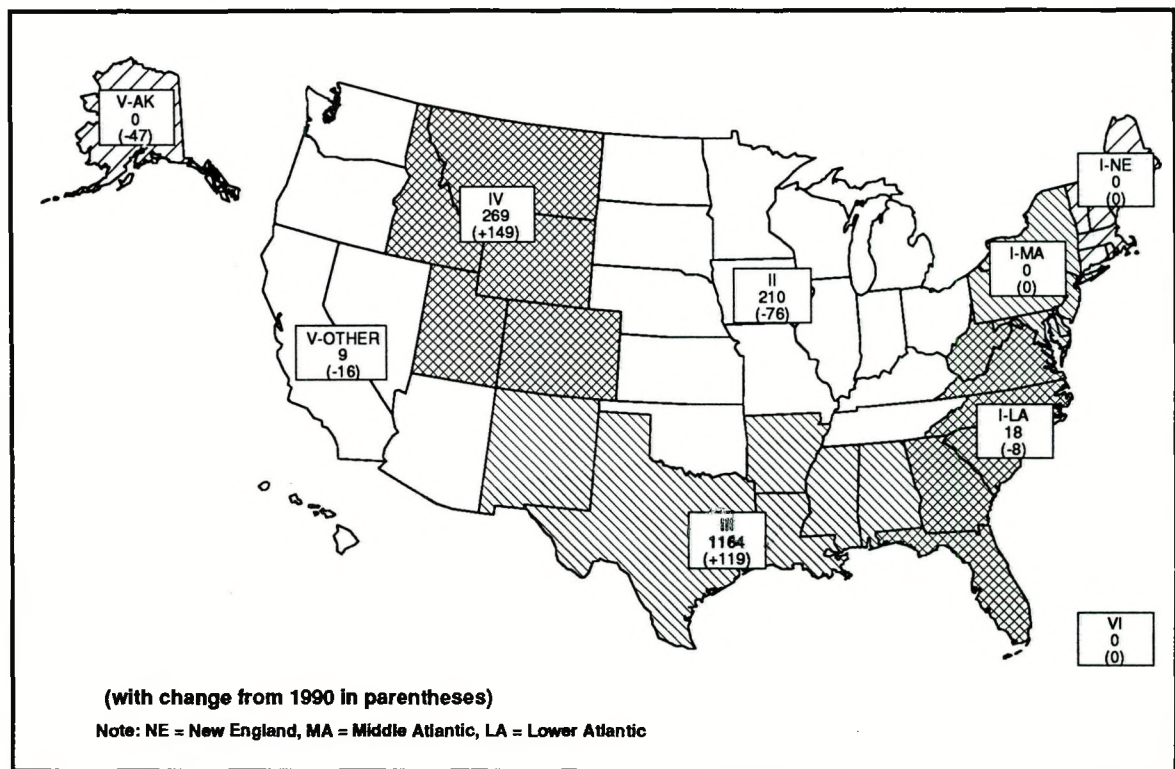 V-AK
0
(-47)
I-NE
0
(0)
IV
269
(+149)
I-MA
0
(0)
II
210
(-76)
V-OTHER
9
(-16)
I-LA
18
(-8)
III
1164
(+119)
VI
0
(0)
(with change from 1990 in parentheses)
Note: NE = New England, MA = Middle Atlantic, LA = Lower Atlantic